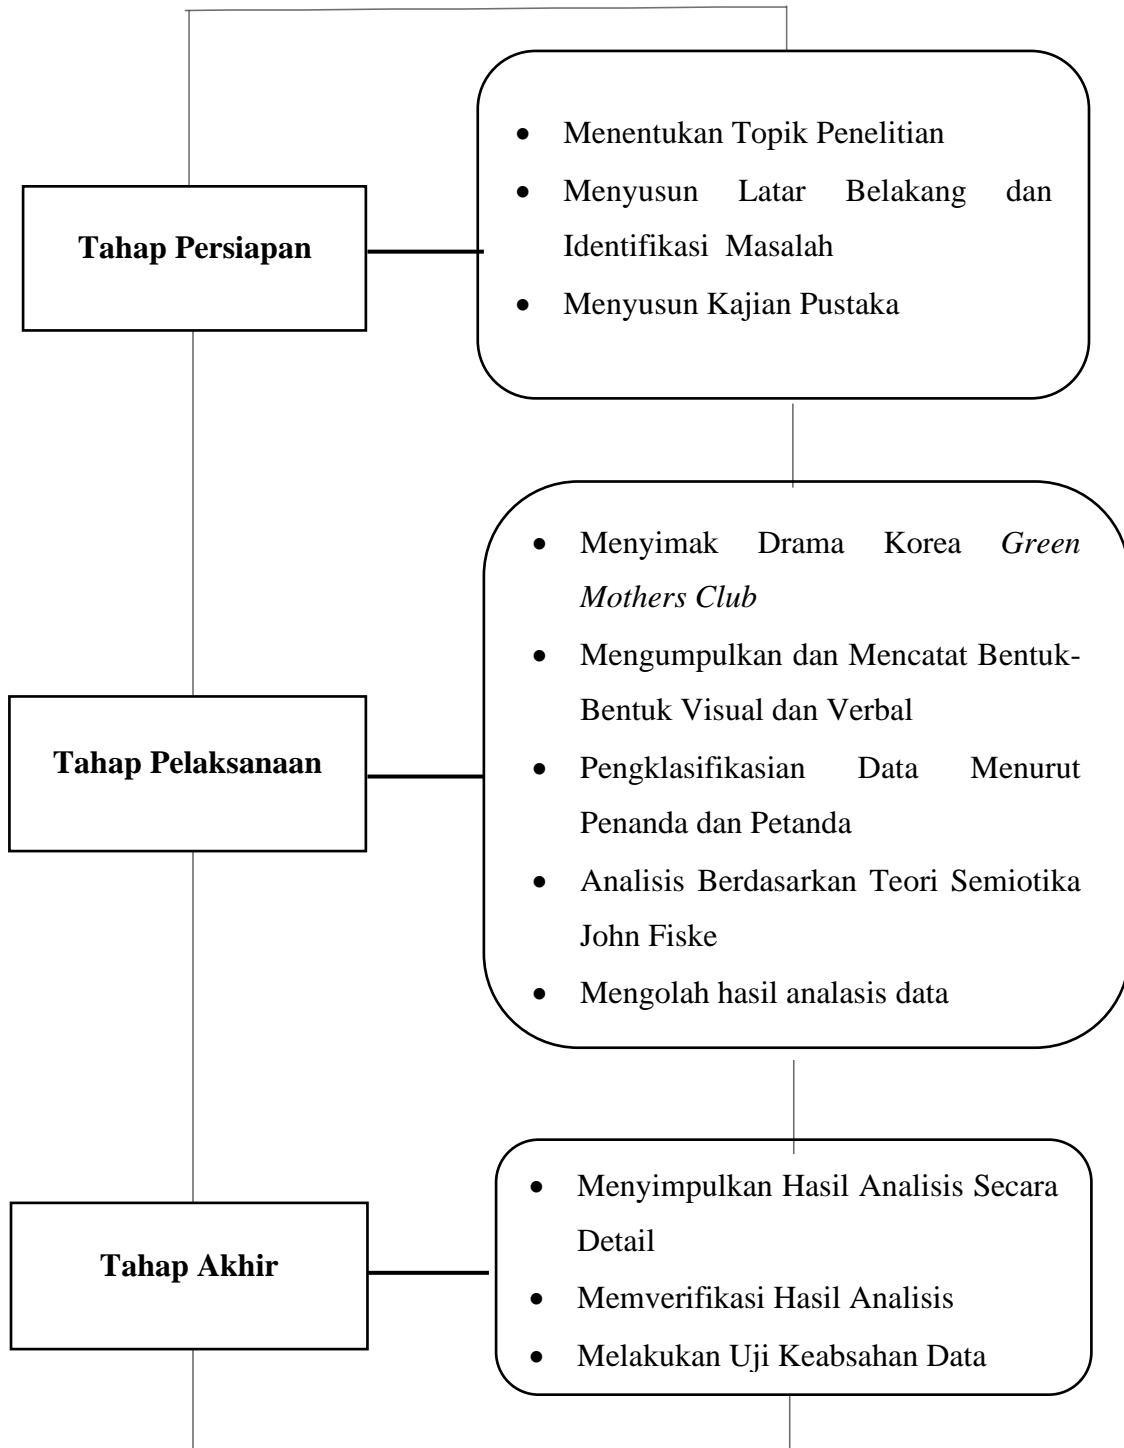 Tahap Persiapan
• Menentukan Topik Penelitian
• Menyusun Latar Belakang dan
Identifikasi Masalah
• Menyusun Kajian Pustaka
Tahap Pelaksanaan
• Menyimak Drama Korea Green
Mothers Club
• Mengumpulkan dan Mencatat Bentuk-
Bentuk Visual dan Verbal
• Pengklasifikasian Data Menurut
Penanda dan Petanda
• Analisis Berdasarkan Teori Semiotika
John Fiske
• Mengolah hasil analasis data
Tahap Akhir
• Menyimpulkan Hasil Analisis Secara
Detail
• Memverifikasi Hasil Analisis
• Melakukan Uji Keabsahan Data